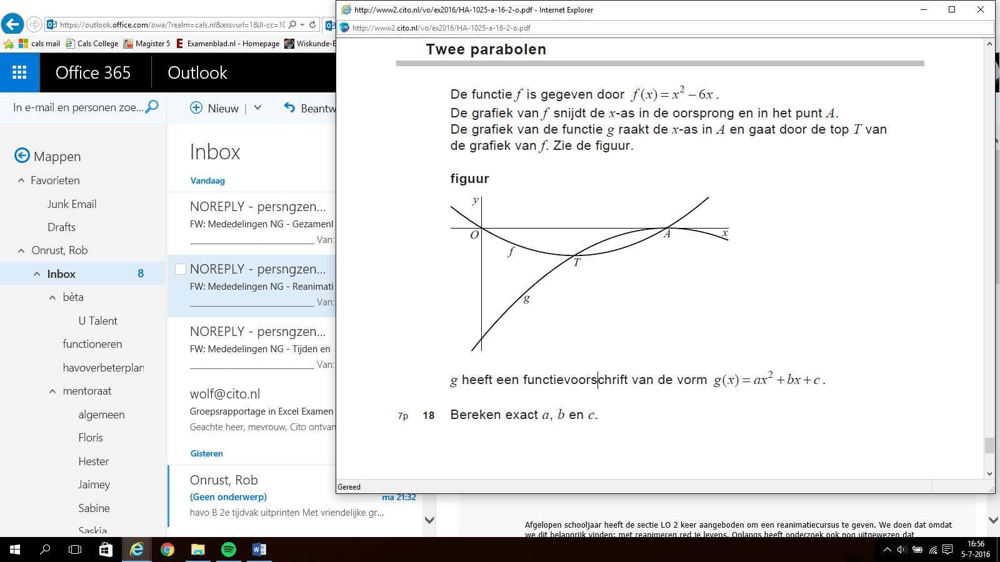 http://www2.cito.nl/vo/ex2016/HA-1025-a-16-2-o.pdf - Internet Explorer
https://outlook.office.com/owa/?realm=cals.nl&exsvurl=1&ll-cc=10
http://www2.cito.nl/vo/ex2016/HA-1025-a-16-2-o.pdf
cals mail
Cals College
Magister 5
Examenblad.nl - Homepage
Wiskunde-E
Office 365
Outlook
In e-mail en personen zoe...
Nieuw
Beantw
Mappen
Favorieten
Junk Email
Drafts
Onrust, Rob
Inbox 8
bèta
U Talent
functioneren
havoverbeterplan
mentoraat
algemeen
Floris
Hester
Jaimey
Sabine
Saskia
Inbox
Vandaag
NOREPLY - persngzen...
FW: Mededelingen NG - Gezamenl
Van:
NOREPLY - persngzen...
FW: Mededelingen NG - Reanimati
Van:
NOREPLY - persngzen...
FW: Mededelingen NG - Tijden en
Van:
wolf@cito.nl
Groepsrapportage in Excel Examen
Geachte heer, mevrouw, Cito ontvan
Gisteren
Onrust, Rob
(Geen onderwerp) ma 21:32
havo B 2e tijdvak uitprinten Met vriendelijke gr...
Twee parabolen
De functie f is gegeven door f(x) = x² − 6x .
De grafiek van f snijdt de x-as in de oorsprong en in het punt A.
De grafiek van de functie g raakt de x-as in A en gaat door de top T van
de grafiek van f. Zie de figuur.
figuur
y
O
A
x
f
T
g
g heeft een functievoorschrift van de vorm g(x) = ax² + bx + c .
7p 18 Bereken exact a, b en c.
Gereed
Afgelopen schooljaar heeft de sectie LO 2 keer aangeboden om een reanimatiecursus te geven. We doen dat omdat
we dit belangrijk vinden: met reanimeren red je levens. Onlangs heeft onderzoek ook nog uitgewezen dat
16:56
5-7-2016